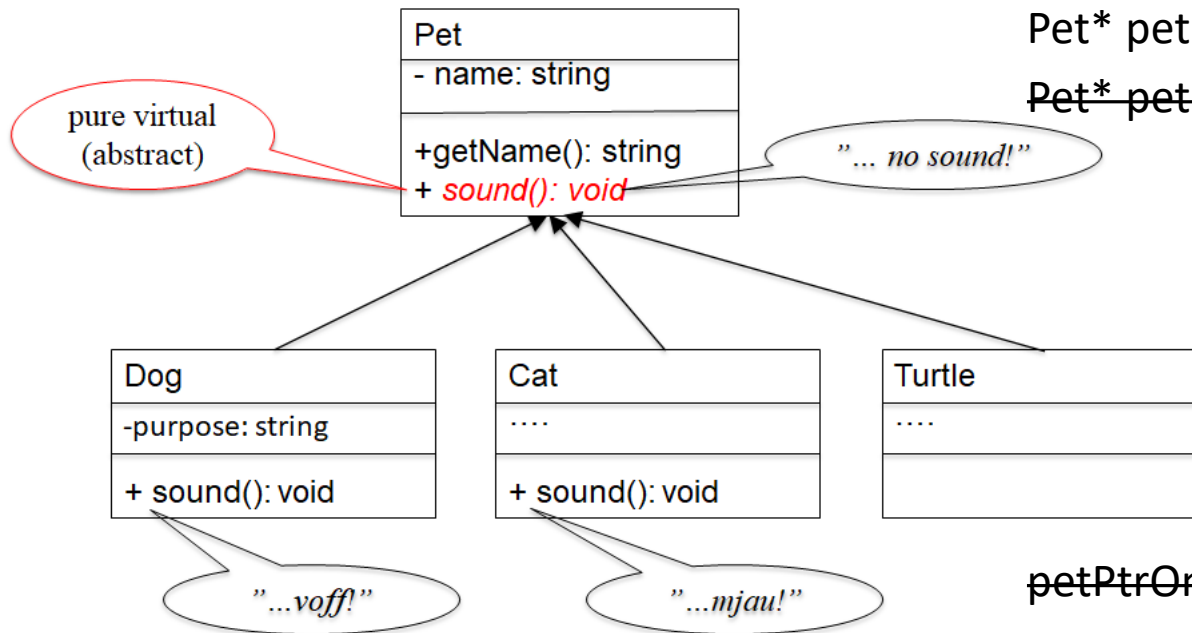 Pet
- name: string
+getName(): string
+ sound(): void
pure virtual
(abstract)
”... no sound!”
Pet* pet
Pet* pet
Dog
-purpose: string
+ sound(): void
”...voff!”
Cat
....
+ sound(): void
”...mjau!”
Turtle
....
petPtrOr